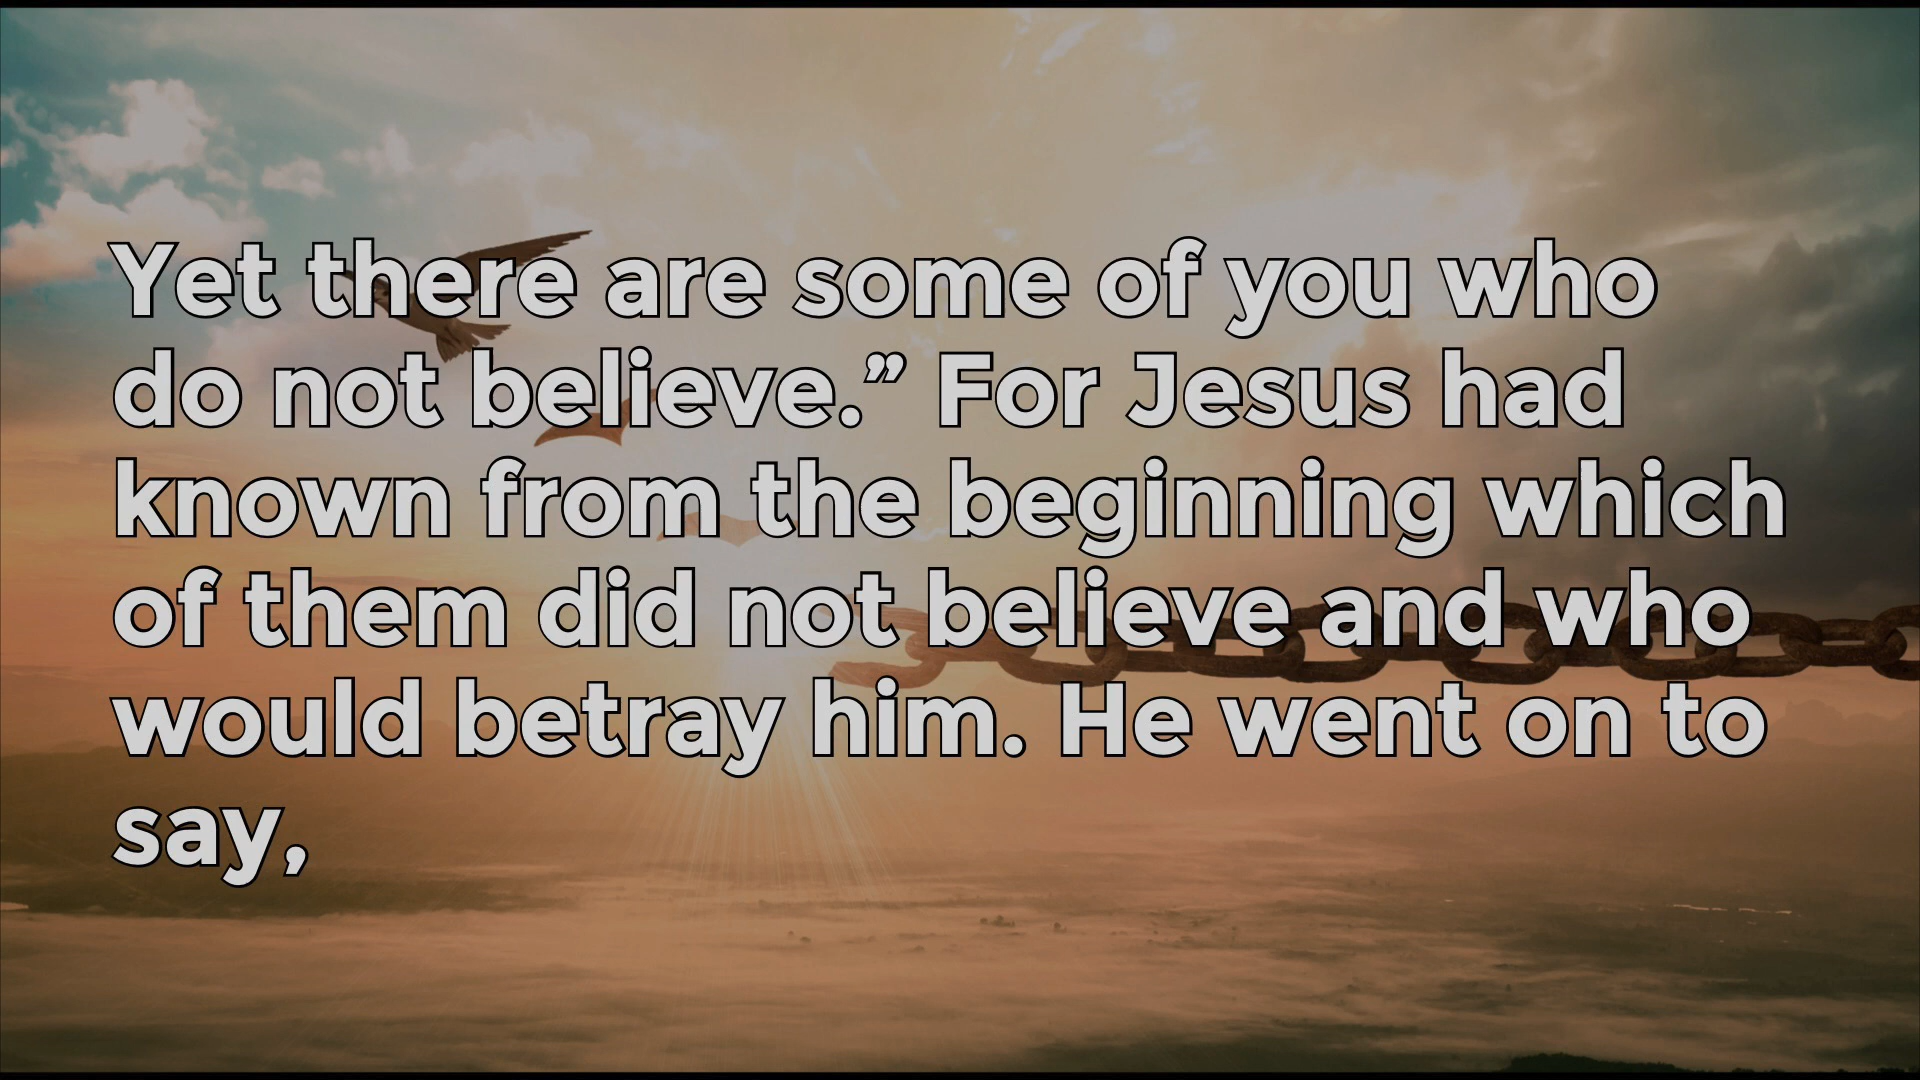 Yet there are some of you who
do not believe.” For Jesus had
known from the beginning which
of them did not believe and who
would betray him. He went on to
say,